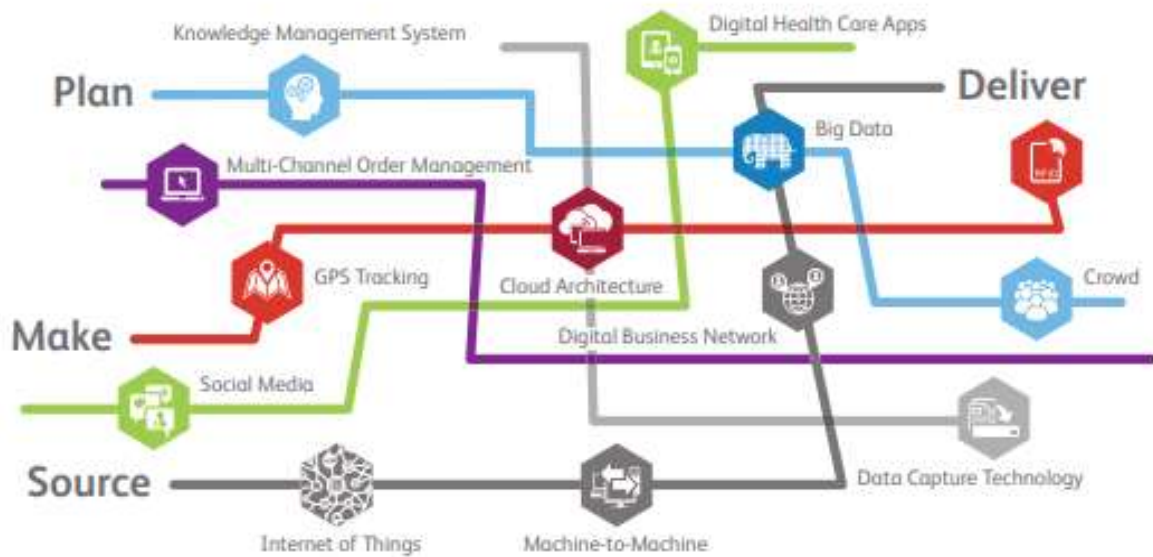 Knowledge Management System
Digital Health Care Apps
Plan
Deliver
Big Data
Multi-Channel Order Management
RFID
GPS Tracking
Cloud Architecture
Crowd
Make
Digital Business Network
Social Media
Source
Data Capture Technology
Internet of Things
Machine-to-Machine